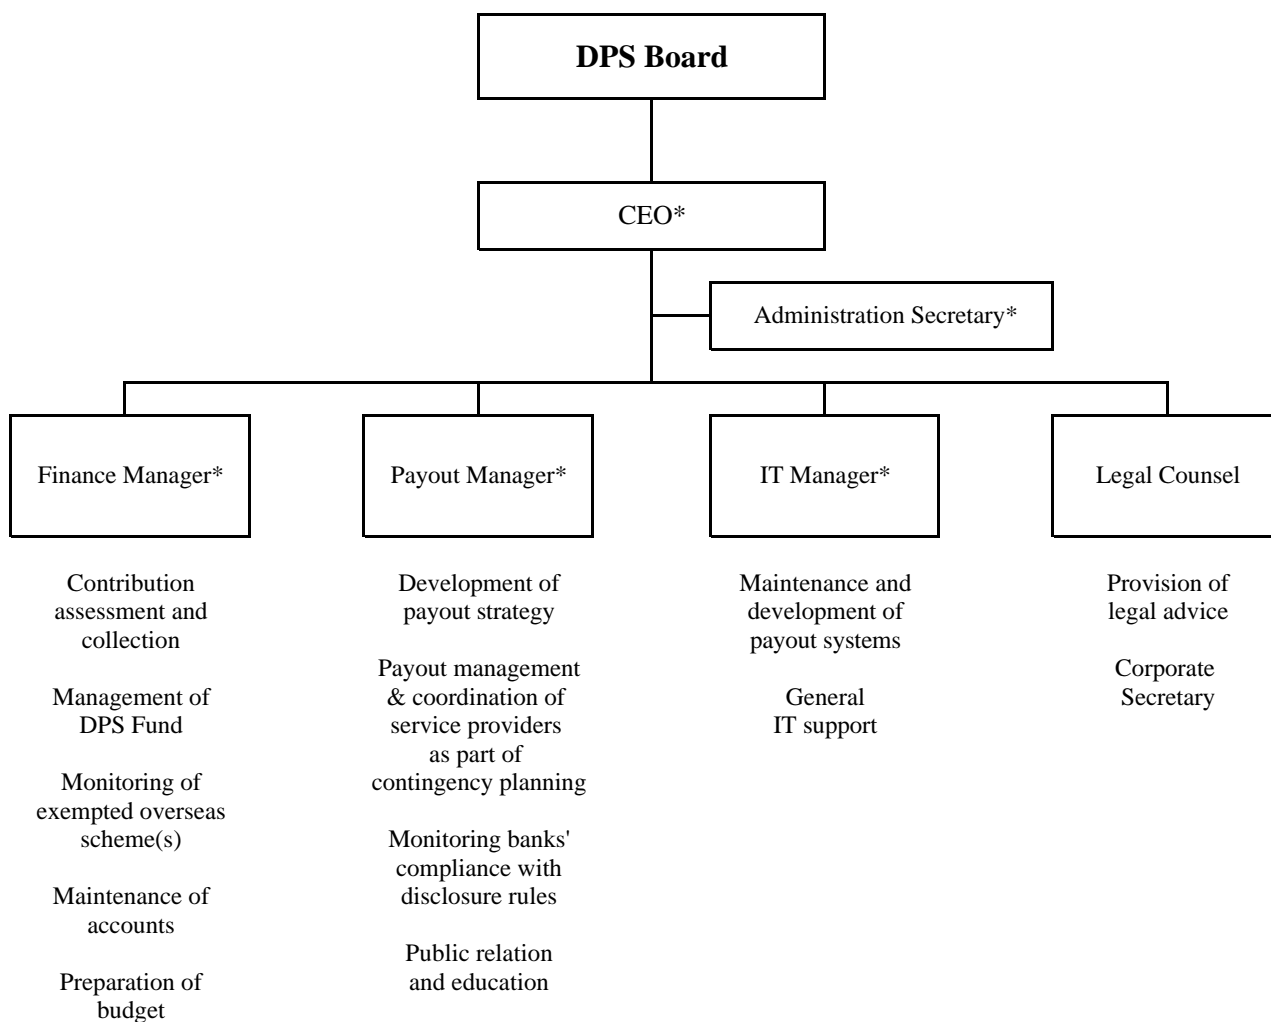 DPS Board
CEO*
Administration Secretary*
Finance Manager*
Payout Manager*
IT Manager*
Legal Counsel
Contribution
assessment and
collection
Management of
DPS Fund
Monitoring of
exempted overseas
scheme(s)
Maintenance of
accounts
Preparation of
budget
Development of
payout strategy
Payout management
& coordination of
service providers
as part of
contingency planning
Monitoring banks'
compliance with
disclosure rules
Public relation
and education
Maintenance and
development of
payout systems
General
IT support
Provision of
legal advice
Corporate
Secretary